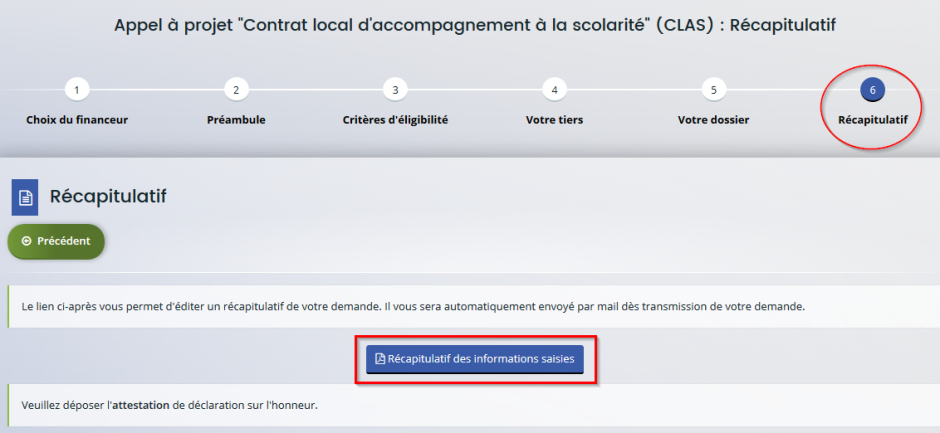 Appel à projet "Contrat local d'accompagnement à la scolarité" (CLAS) : Récapitulatif
1 2 3 4 5 6
Choix du financeur Préambule Critères d'éligibilité Votre tiers Votre dossier Récapitulatif
Récapitulatif
Précédent
Le lien ci-après vous permet d'éditer un récapitulatif de votre demande. Il vous sera automatiquement envoyé par mail dès transmission de votre demande.
Récapitulatif des informations saisies
Veuillez déposer l'attestation de déclaration sur l'honneur.